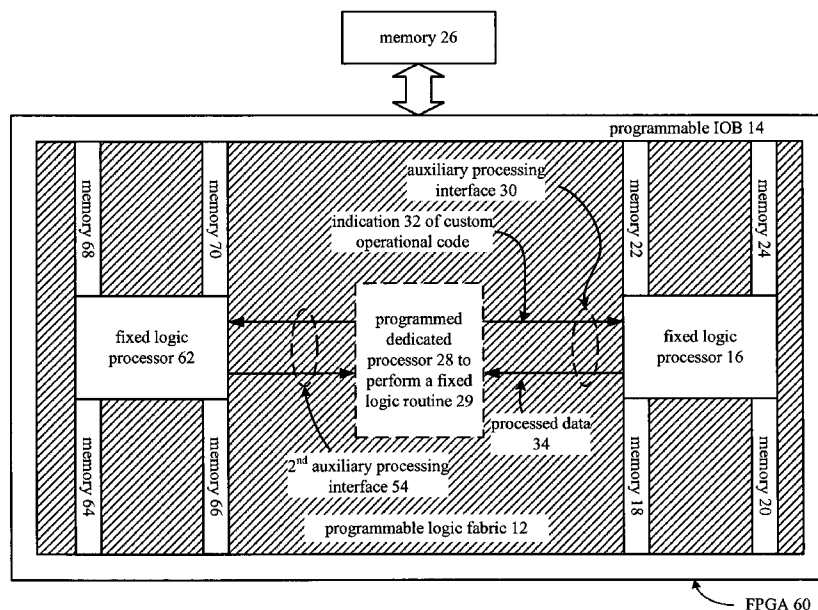 memory 26
programmable IOB 14
auxiliary processing
interface 30
indication 32 of custom
operational code
memory 68
memory 70
memory 22
memory 24
fixed logic
processor 62
programmed
dedicated
processor 28 to
perform a fixed
logic routine 29
fixed logic
processor 16
processed data
34
2nd auxiliary processing
interface 54
memory 64
memory 66
memory 18
memory 20
programmable logic fabric 12
FPGA 60